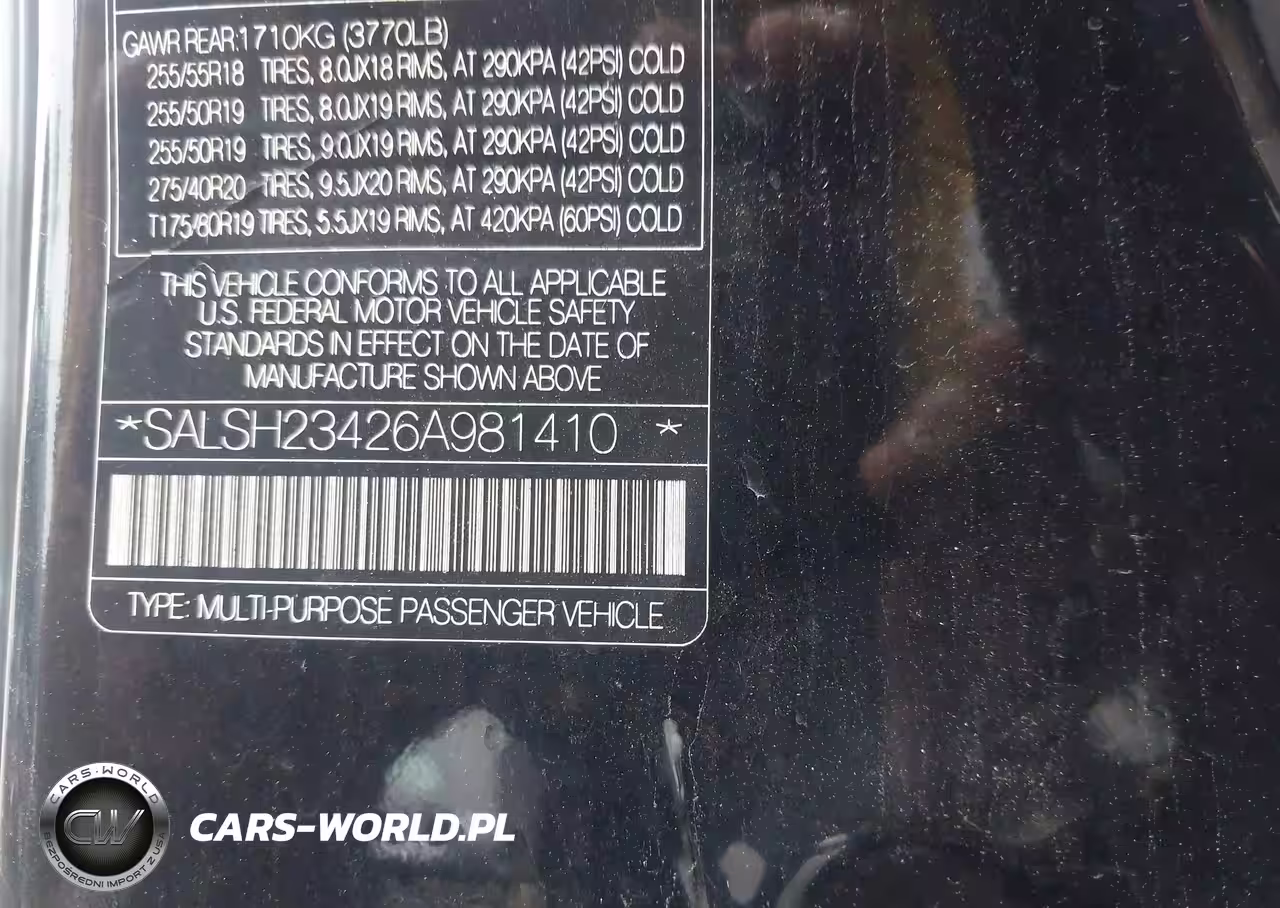 GAWR REAR:1710KG (3770LB)
255/55R18 TIRES, 8.0JX18 RIMS, AT 290KPA (42PSI) COLD
255/50R19 TIRES, 8.0JX19 RIMS, AT 290KPA (42PSI) COLD
255/50R19 TIRES, 9.0JX19 RIMS, AT 290KPA (42PSI) COLD
275/40R20 TIRES, 9.5JX20 RIMS, AT 290KPA (42PSI) COLD
T175/80R19 TIRES, 5.5JX19 RIMS, AT 420KPA (60PSI) COLD
THIS VEHICLE CONFORMS TO ALL APPLICABLE
U.S. FEDERAL MOTOR VEHICLE SAFETY
STANDARDS IN EFFECT ON THE DATE OF
MANUFACTURE SHOWN ABOVE
*SALSH23426A981410 *
TYPE: MULTI-PURPOSE PASSENGER VEHICLE
CARS-WORLD
CW
BEZPOŚREDNI IMPORT Z USA
CARS-WORLD.PL